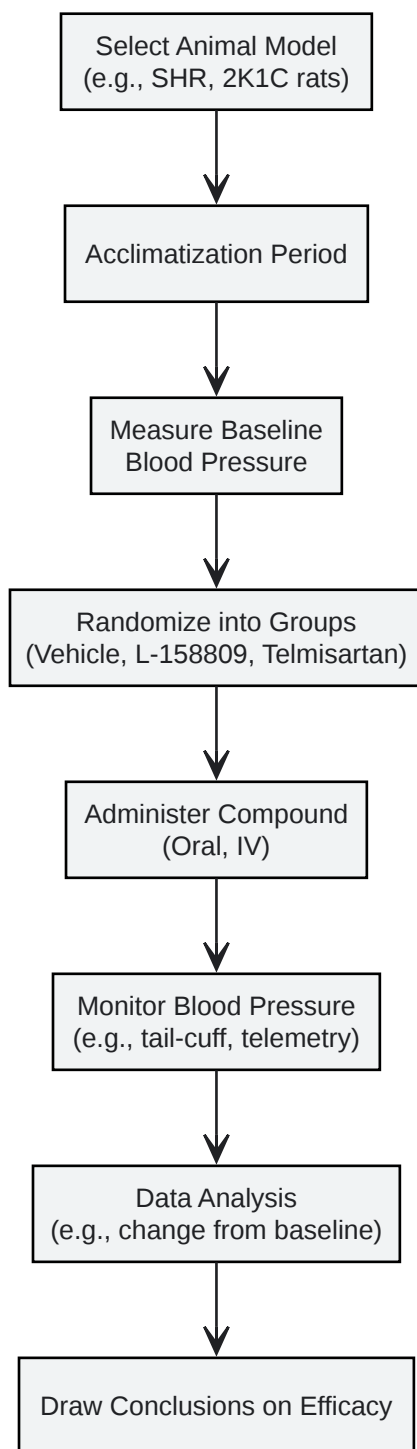 Select Animal Model
(e.g., SHR, 2K1C rats)
Acclimatization Period
Measure Baseline
Blood Pressure
Randomize into Groups
(Vehicle, L-158809, Telmisartan)
Administer Compound
(Oral, IV)
Monitor Blood Pressure
(e.g., tail-cuff, telemetry)
Data Analysis
(e.g., change from baseline)
Draw Conclusions on Efficacy